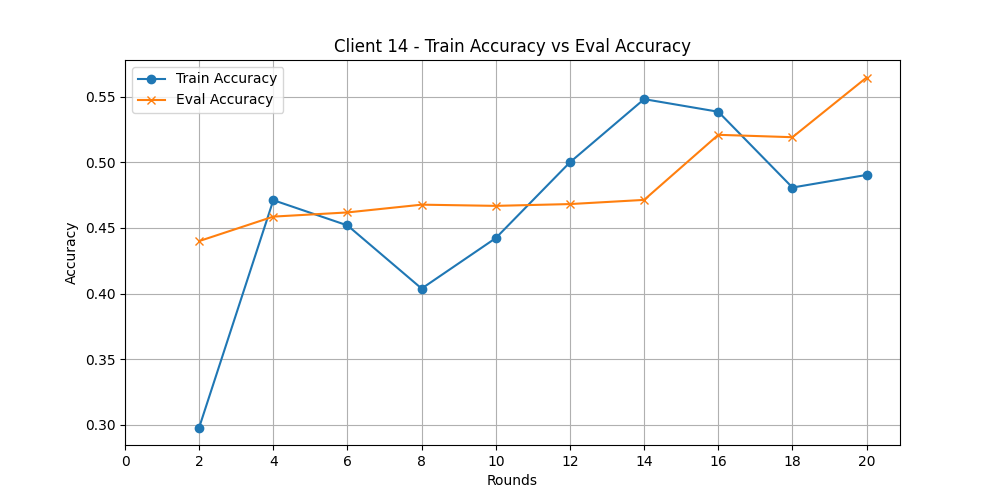 Client 14 - Train Accuracy vs Eval Accuracy
Train Accuracy
Eval Accuracy
0.55
0.50
0.45
0.40
0.35
0.30
Accuracy
0 2 4 6 8 10 12 14 16 18 20
Rounds